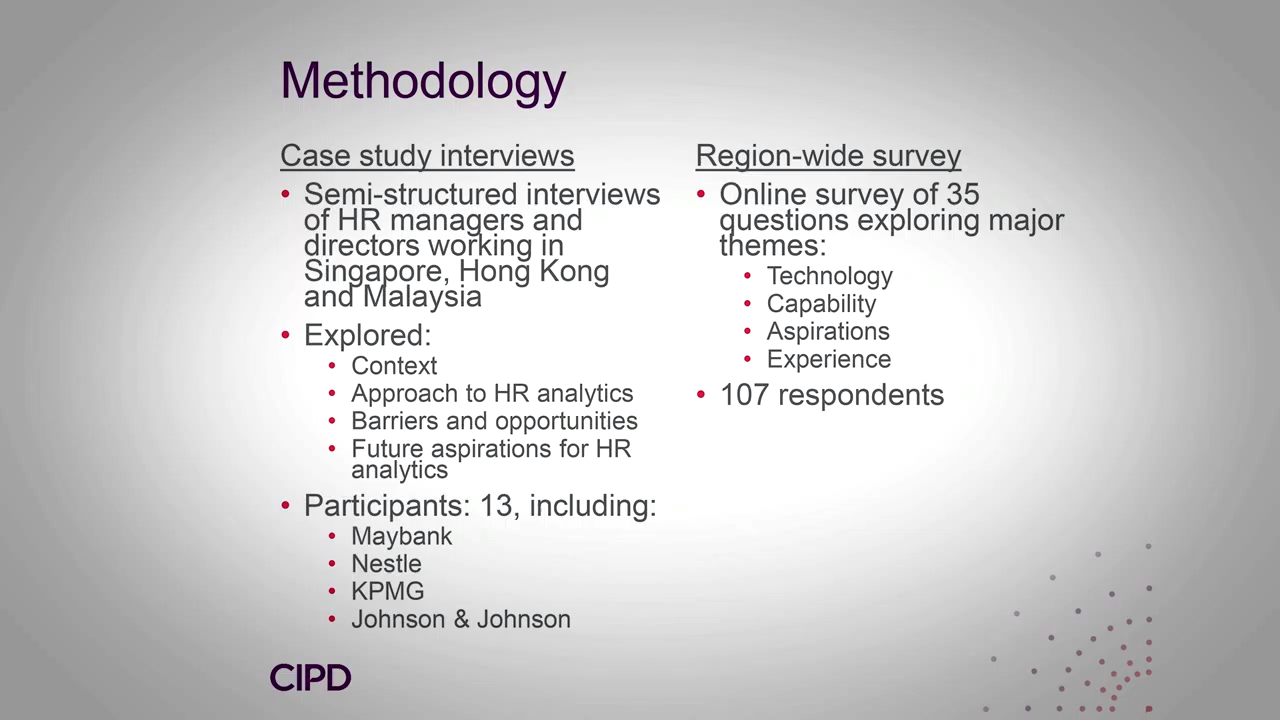 Methodology
Case study interviews
• Semi-structured interviews
of HR managers and
directors working in
Singapore, Hong Kong
and Malaysia
• Explored:
• Context
• Approach to HR analytics
• Barriers and opportunities
• Future aspirations for HR
analytics
• Participants: 13, including:
• Maybank
• Nestle
• KPMG
• Johnson & Johnson
Region-wide survey
• Online survey of 35
questions exploring major
themes:
• Technology
• Capability
• Aspirations
• Experience
• 107 respondents
CIPD